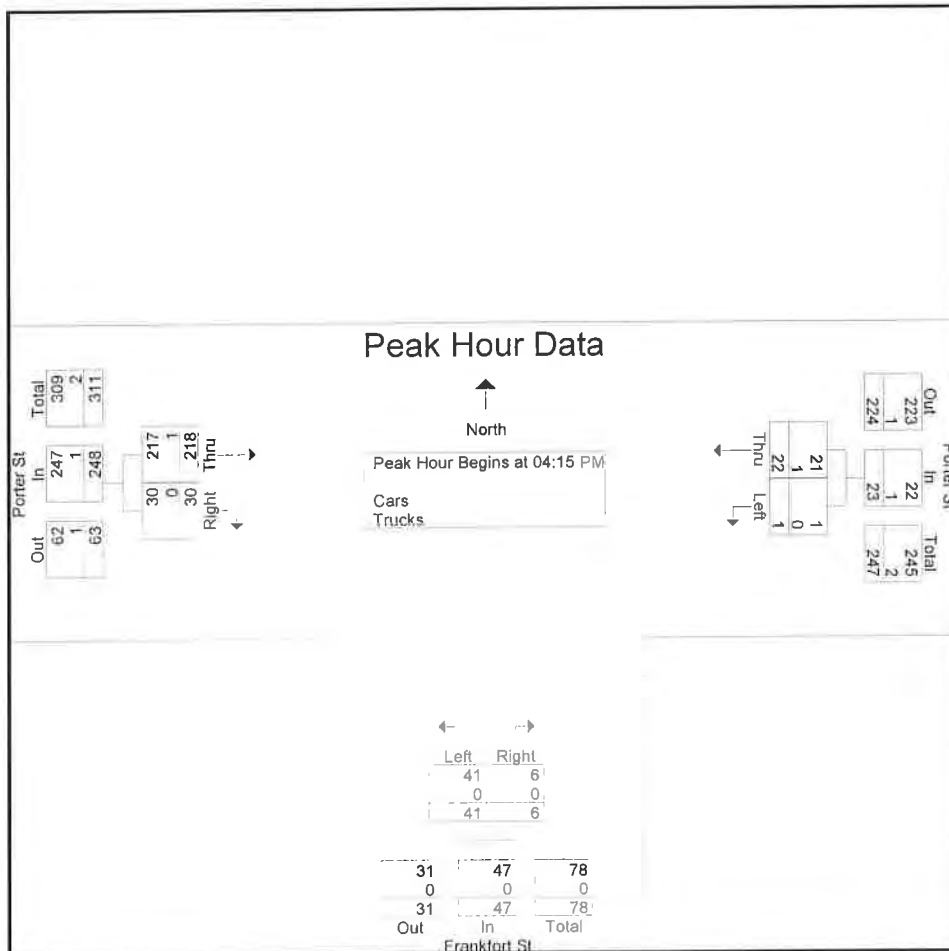 Peak Hour Data
North
Peak Hour Begins at 04:15 PM
Cars
Trucks
Porter St
Out In Total
62 247 309
1 1 2
63 248 311
Right Thru
30 217
0 1
30 218
Out In Total
223 22 245
1 1 2
224 23 247
Thru Left
21 1
1 0
22 1
Left Right
41 6
0 0
41 6
31 47 78
0 0 0
31 47 78
Out In Total
Frankfort St